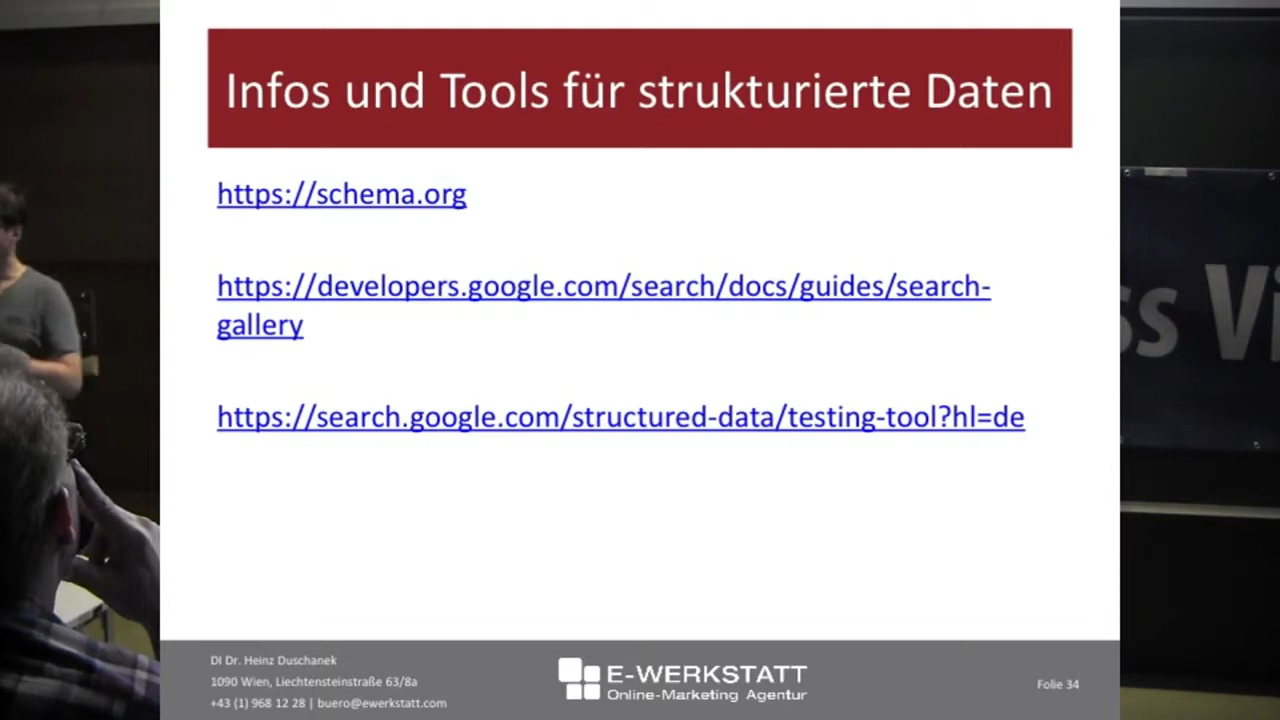 Infos und Tools für strukturierte Daten
https://schema.org
https://developers.google.com/search/docs/guides/search-
gallery
https://search.google.com/structured-data/testing-tool?hl=de
ss Vi
DI Dr. Heinz Duschanek
1090 Wien, Liechtensteinstraße 63/8a
+43 (1) 968 12 28 | buero@ewerkstatt.com
E-WERKSTATT
Online-Marketing Agentur
Folie 34